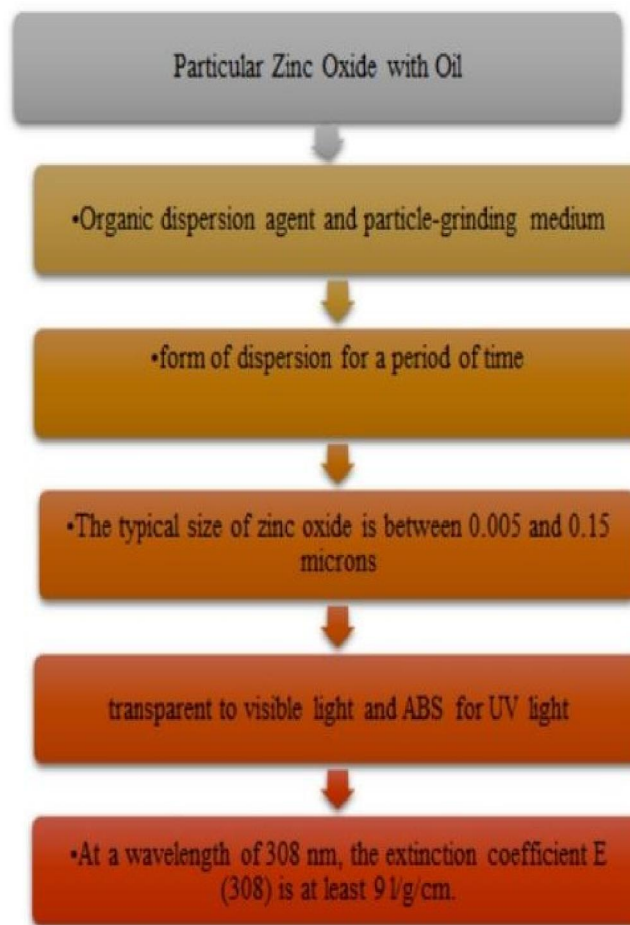 Particular Zinc Oxide with Oil
•Organic dispersion agent and particle-grinding medium
•form of dispersion for a period of time
•The typical size of zinc oxide is between 0.005 and 0.15
microns
transparent to visible light and ABS for UV light
•At a wavelength of 308 nm, the extinction coefficient E
(308) is at least 9 l/g/cm.